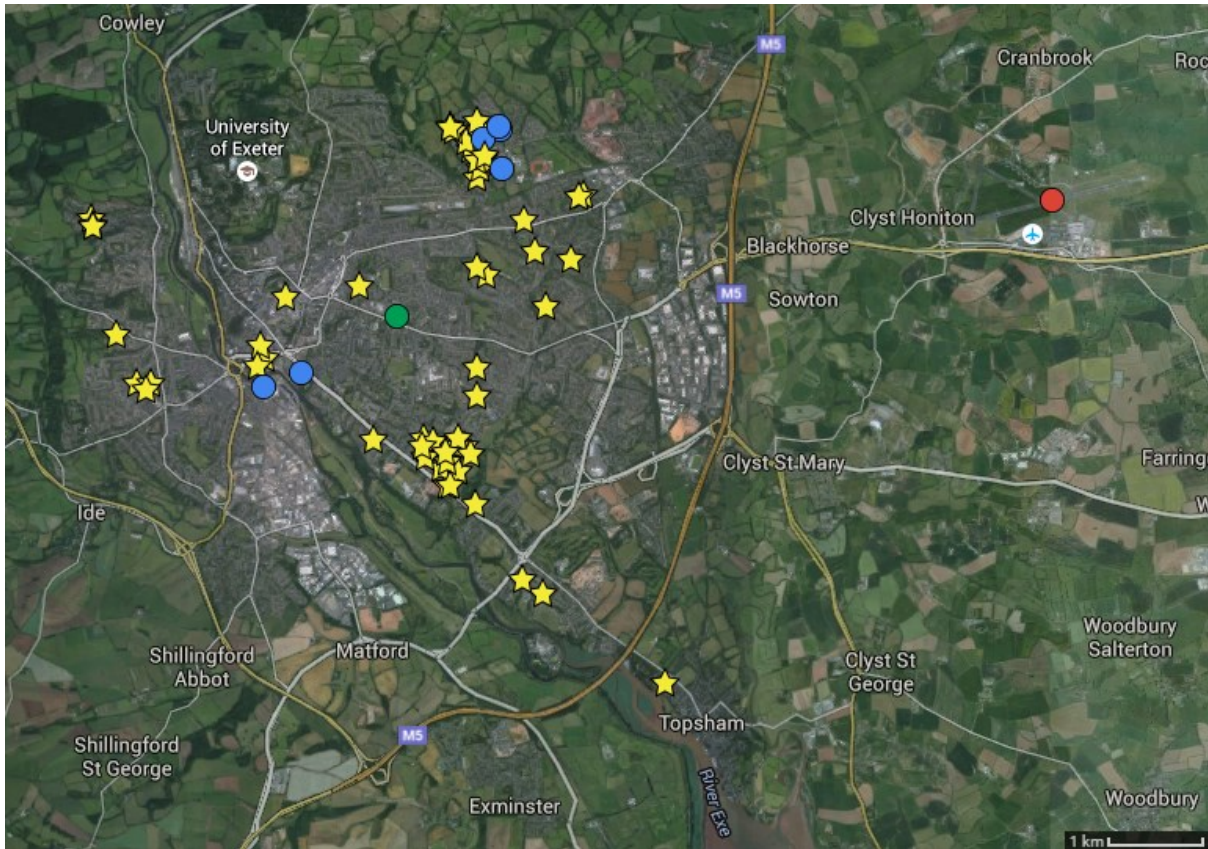 Cowley
M5
Cranbrook
Roc
University
of Exeter
Clyst Honiton
Blackhorse
M5
Sowton
Clyst St Mary
Farring
W
Ide
Shillingford
Abbot
Matford
Clyst St
George
Woodbury
Salterton
Topsham
M5
Shillingford
St George
River Exe
Exminster
Woodbury
1 km